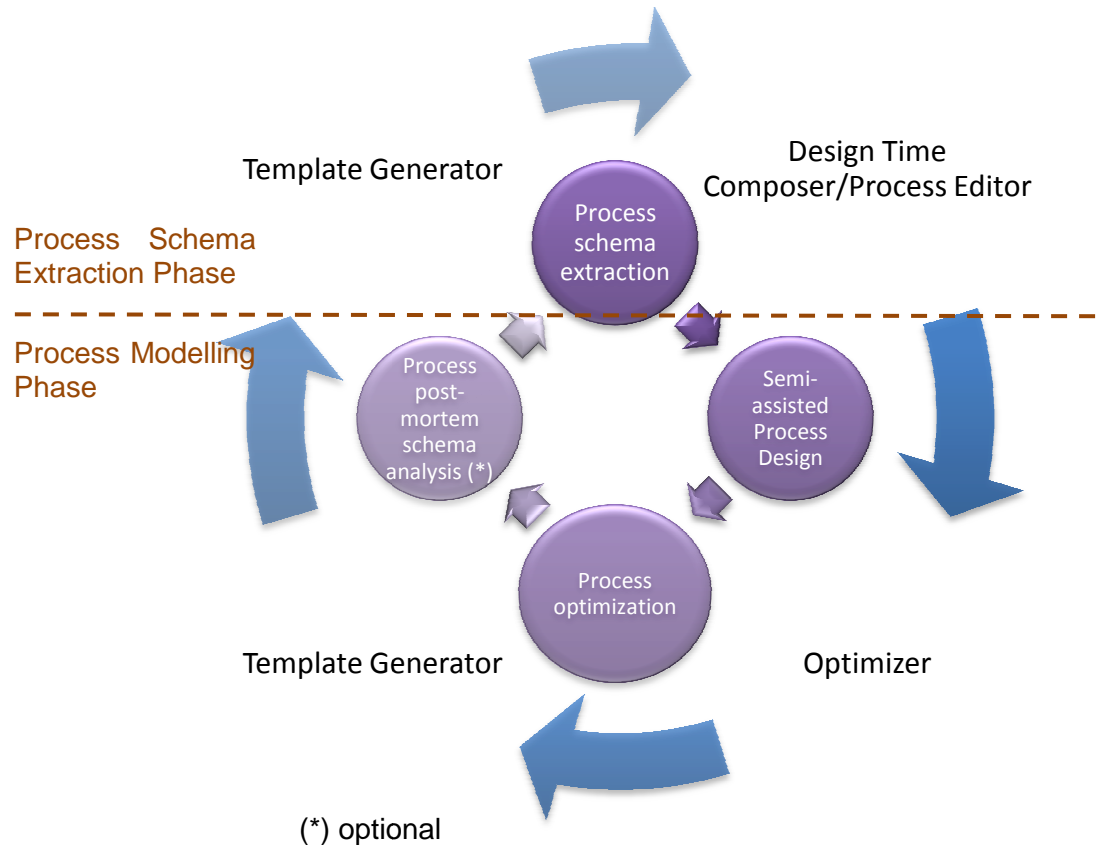 Template Generator
Design Time
Composer/Process Editor
Process
schema
extraction
Process Schema
Extraction Phase
Process Modelling
Phase
Process
post-
mortem
schema
analysis (*)
Semi-
assisted
Process
Design
Process
optimization
Template Generator
Optimizer
(*) optional